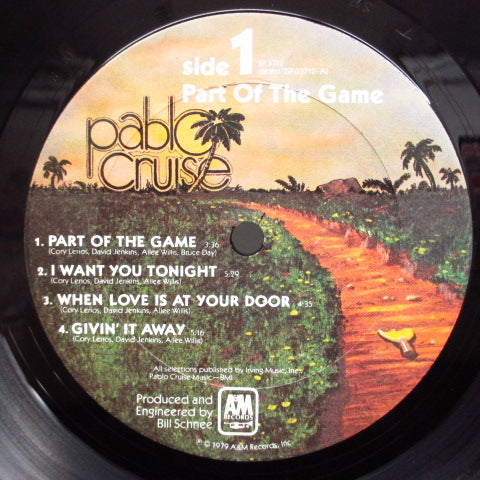 side 1
SP 3712
stereo (SP 03712-A)
Part Of The Game
pablo
cruise
1. PART OF THE GAME 3:36
(Cory Lerios, David Jenkins, Allee Willis, Bruce Day)
2. I WANT YOU TONIGHT 5:29
(Cory Lerios, David Jenkins, Allee Willis)
3. WHEN LOVE IS AT YOUR DOOR 4:35
(Cory Lerios, David Jenkins, Allee Willis)
4. GIVIN' IT AWAY 5:16
(Cory Lerios, David Jenkins, Allee Willis)
All selections published by Irving Music, Inc./
Pablo Cruise Music—BMI
Produced and
Engineered by
Bill Schnee
A&M
RECORDS
℗ © 1979 A&M Records, Inc.